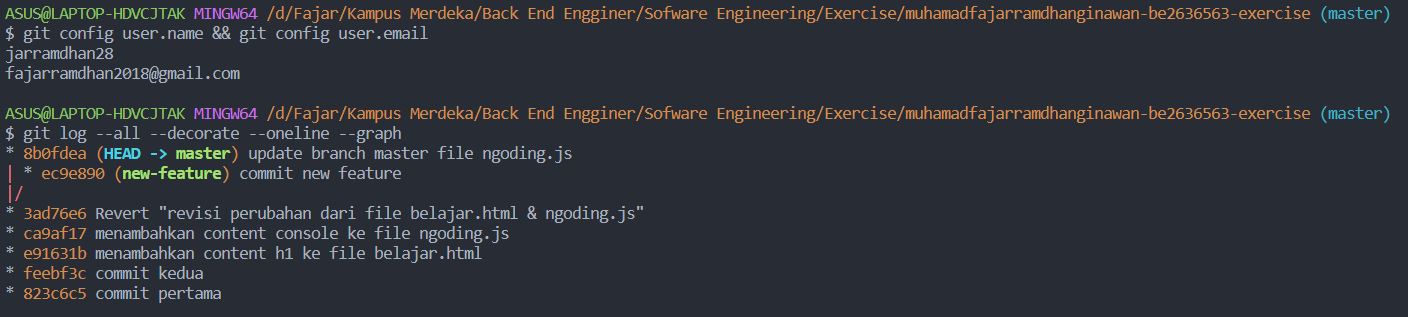 ASUS@LAPTOP-HDVCJTAK MINGW64 /d/Fajar/Kampus Merdeka/Back End Engginer/Sofware Engineering/Exercise/muhamadfajarramdhanginawan-be2636563-exercise (master)
$ git config user.name && git config user.email
jarramdhan28
fajarramdhan2018@gmail.com

ASUS@LAPTOP-HDVCJTAK MINGW64 /d/Fajar/Kampus Merdeka/Back End Engginer/Sofware Engineering/Exercise/muhamadfajarramdhanginawan-be2636563-exercise (master)
$ git log --all --decorate --oneline --graph
* 8b0fdea (HEAD -> master) update branch master file ngoding.js
| * ec9e890 (new-feature) commit new feature
|/
* 3ad76e6 Revert "revisi perubahan dari file belajar.html & ngoding.js"
* ca9af17 menambahkan content console ke file ngoding.js
* e91631b menambahkan content h1 ke file belajar.html
* feebf3c commit kedua
* 823c6c5 commit pertama